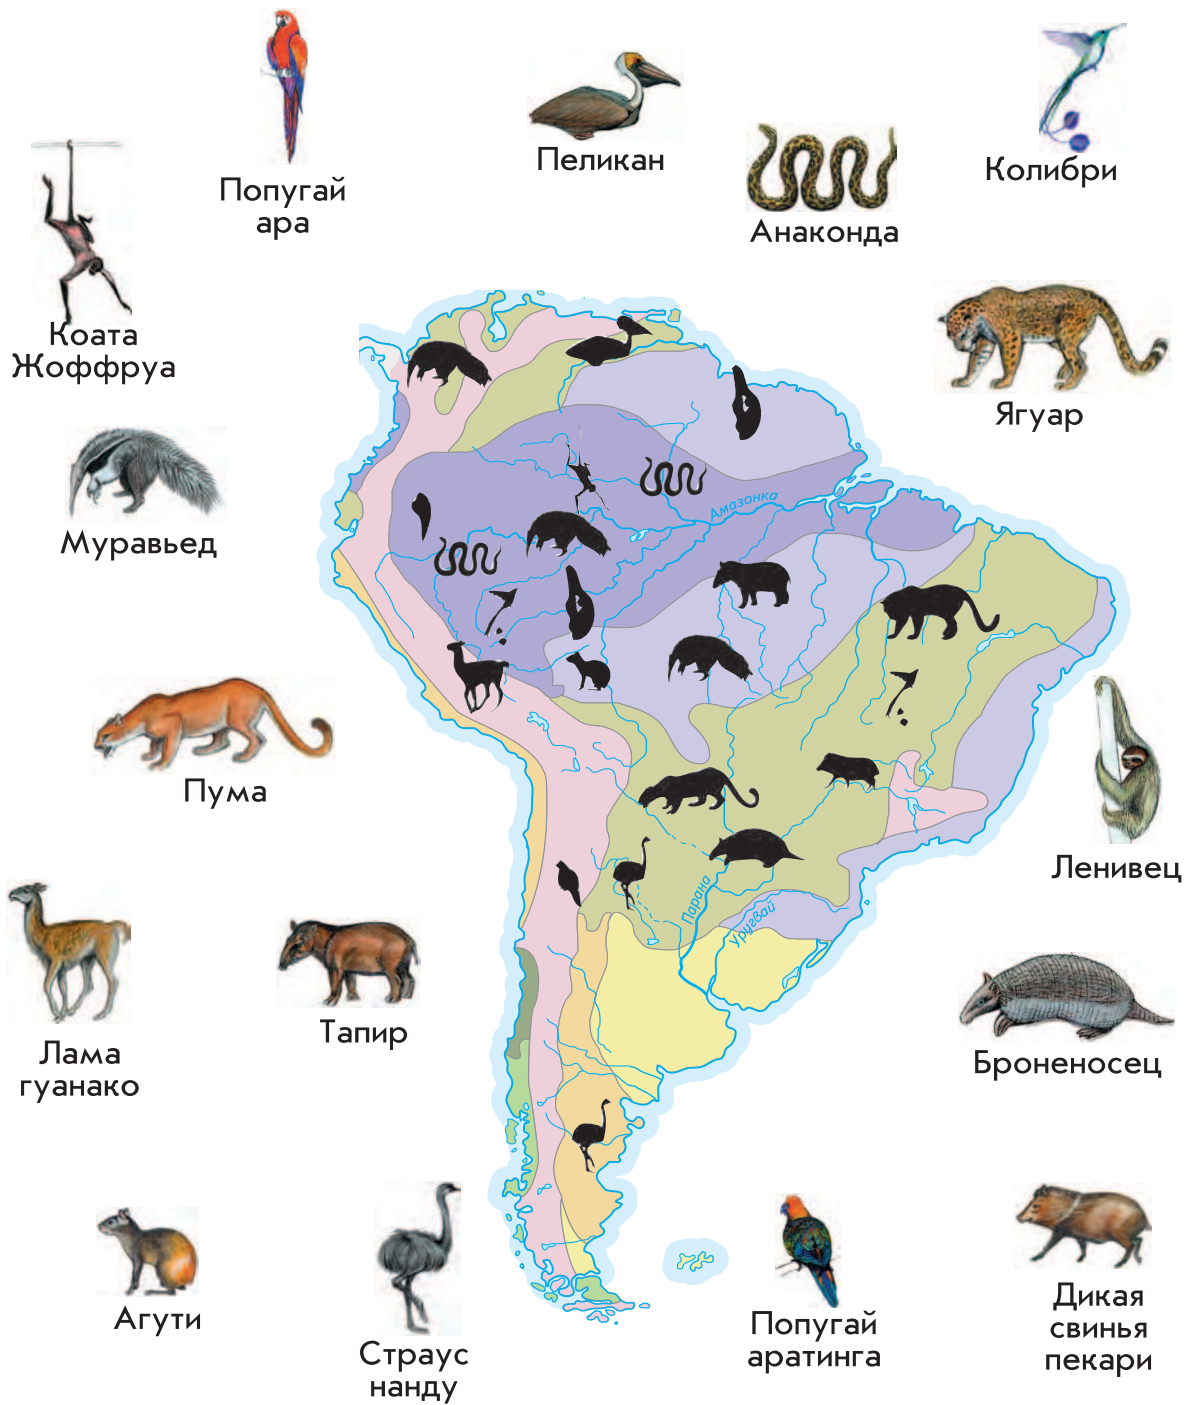 Попугай
ара
Пеликан
Анаконда
Колибри
Коата
Жоффруа
Ягуар
Муравьед
Амазонка
Пума
Ленивец
Парана
Уругвай
Лама
гуанако
Тапир
Броненосец
Агути
Страус
нанду
Попугай
аратинга
Дикая
свинья
пекари